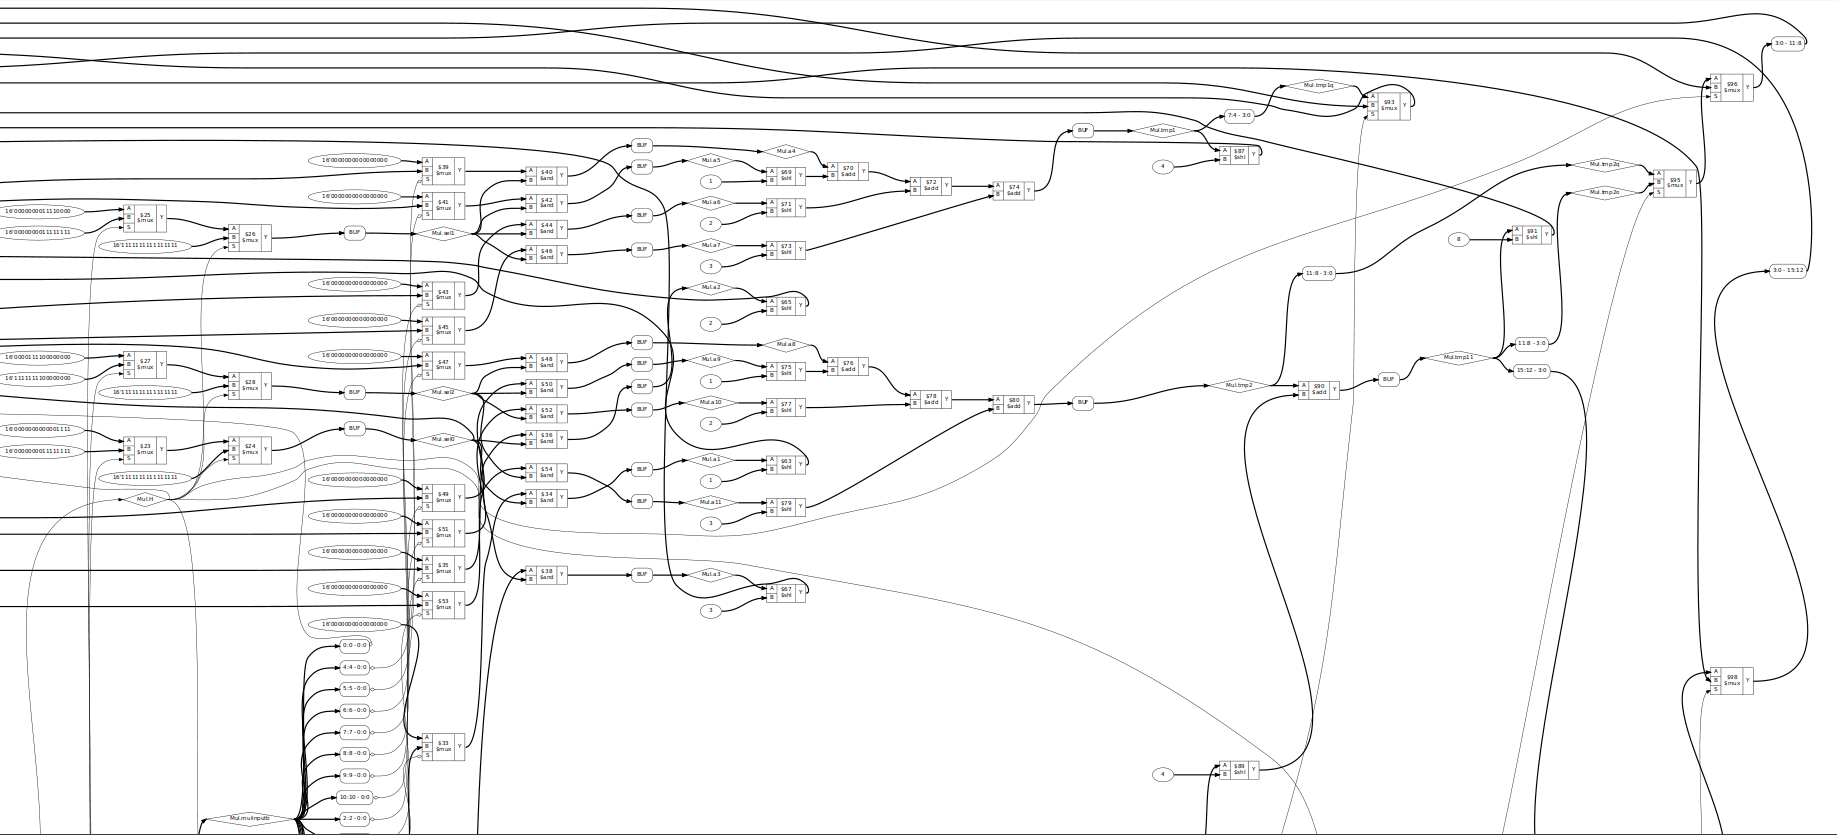 3:0 - 11:8
A
B
S
$96
$mux
Y
Mul.tmp1q
A
B
S
$93
$mux
Y
7:4 - 3:0
BUF
Mul.tmp1
4
A
B
$87
$shl
Y
BUF
Mul.a4
BUF
Mul.a5
1
A
B
$69
$shl
Y
A
B
$70
$add
Y
A
B
$72
$add
Y
A
B
$74
$add
Y
Mul.tmp2q
Mul.tmp2o
A
B
S
$95
$mux
Y
16'0000000000000000
A
B
S
$39
$mux
Y
A
B
$40
$and
Y
16'0000000000000000
A
B
S
$41
$mux
Y
A
B
$42
$and
Y
BUF
Mul.a6
2
A
B
$71
$shl
Y
16'0000000011110000
16'0000000011111111
A
B
S
$25
$mux
Y
16'1111111111111111
A
B
S
$26
$mux
Y
BUF
Mul.sel1
A
B
$44
$and
Y
A
B
$46
$and
Y
BUF
Mul.a7
3
A
B
$73
$shl
Y
8
A
B
$91
$shl
Y
11:8 - 3:0
3:0 - 15:12
16'0000000000000000
A
B
S
$43
$mux
Y
Mul.a2
2
A
B
$65
$shl
Y
16'0000000000000000
A
B
S
$45
$mux
Y
16'0000000000000000
A
B
S
$47
$mux
Y
A
B
$48
$and
Y
BUF
Mul.a8
BUF
Mul.a9
1
A
B
$75
$shl
Y
A
B
$76
$add
Y
Mul.tmp11
11:8 - 3:0
15:12 - 3:0
16'0000111100000000
16'1111111100000000
A
B
S
$27
$mux
Y
16'1111111111111111
A
B
S
$28
$mux
Y
BUF
Mul.sel2
A
B
$50
$and
Y
BUF
BUF
Mul.a10
2
A
B
$77
$shl
Y
A
B
$78
$add
Y
A
B
$80
$add
Y
BUF
Mul.tmp2
A
B
$90
$add
Y
BUF
A
B
$52
$and
Y
A
B
$36
$and
Y
16'0000000000001111
16'0000000011111111
A
B
S
$23
$mux
Y
16'1111111111111111
A
B
S
$24
$mux
Y
BUF
Mul.sel0
Mul.H
A
B
$54
$and
Y
BUF
Mul.a1
1
A
B
$63
$shl
Y
16'0000000000000000
A
B
S
$49
$mux
Y
A
B
$34
$and
Y
BUF
Mul.a11
3
A
B
$79
$shl
Y
16'0000000000000000
A
B
S
$51
$mux
Y
16'0000000000000000
A
B
S
$35
$mux
Y
A
B
$38
$and
Y
BUF
Mul.a3
3
A
B
$67
$shl
Y
16'0000000000000000
A
B
S
$53
$mux
Y
16'0000000000000000
0:0 - 0:0
4:4 - 0:0
5:5 - 0:0
6:6 - 0:0
7:7 - 0:0
8:8 - 0:0
9:9 - 0:0
10:10 - 0:0
2:2 - 0:0
A
B
S
$33
$mux
Y
Mul.mulinputb
4
A
B
$89
$shl
Y
A
B
S
$98
$mux
Y